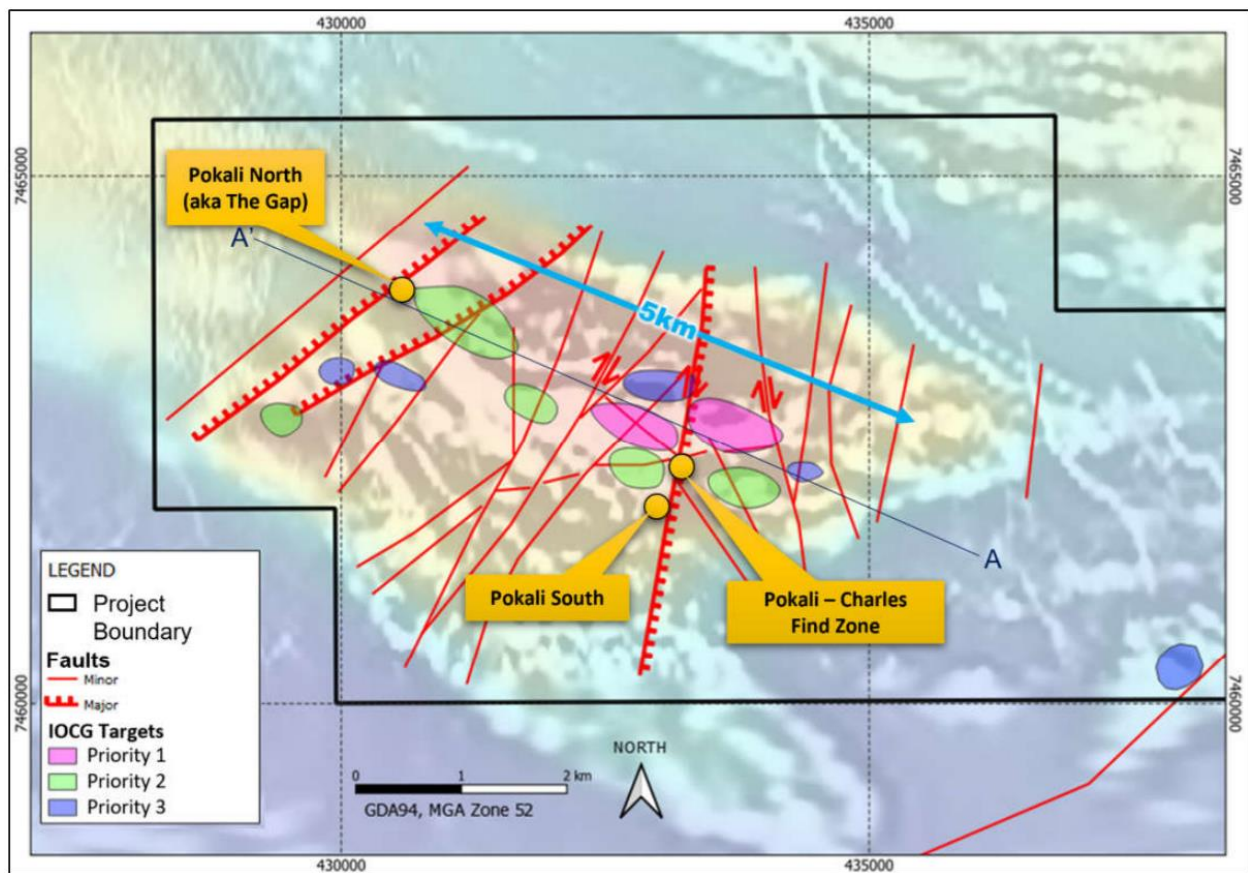 430000
435000
7465000
7465000
Pokali North
(aka The Gap)
A'
5km
Pokali South
Pokali – Charles
Find Zone
A
LEGEND
Project
Boundary
Faults
Minor
Major
IOCG Targets
Priority 1
Priority 2
Priority 3
7460000
7460000
NORTH
0
1
2 km
GDA94, MGA Zone 52
430000
435000